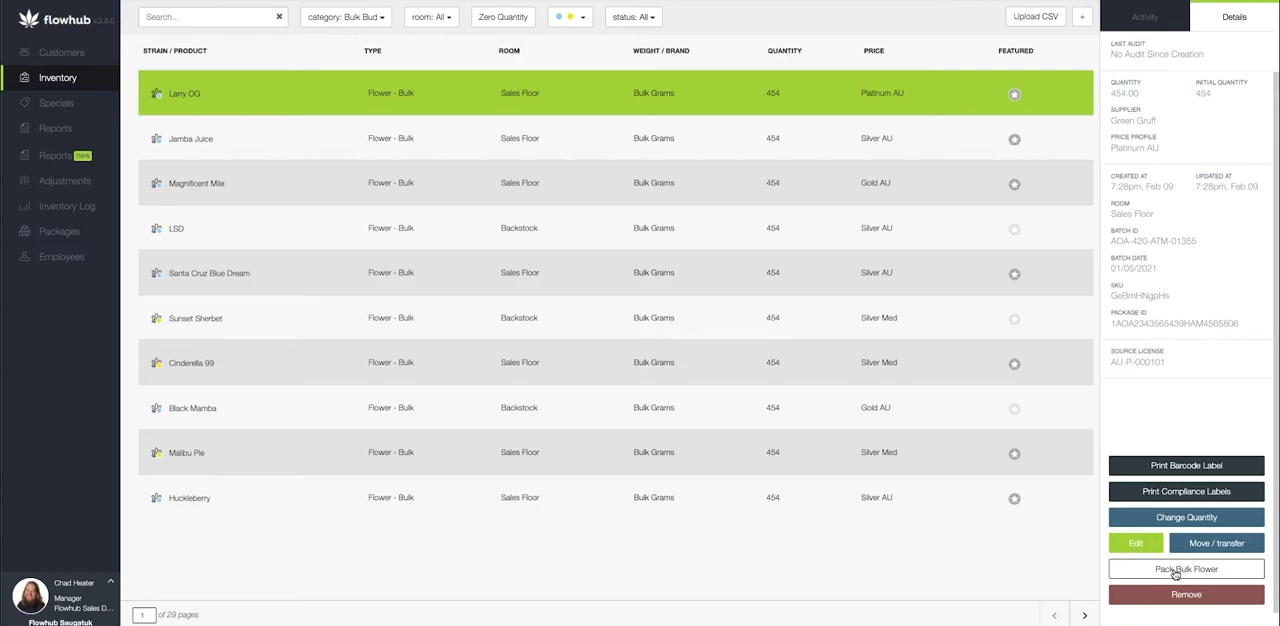 flowhub v3.8.0
Customers
Inventory
Specials
Reports
Reports new
Adjustments
Inventory Log
Packages
Employees
Chad Heater
Manager
Flowhub Sales D...
Flowhub Saugatuk
Search... category: Bulk Bud room: All Zero Quantity status: All Upload CSV +
STRAIN / PRODUCT TYPE ROOM WEIGHT / BRAND QUANTITY PRICE FEATURED
Larry OG Flower - Bulk Sales Floor Bulk Grams 454 Platinum AU
Jamba Juice Flower - Bulk Sales Floor Bulk Grams 454 Silver AU
Magnificent Mile Flower - Bulk Sales Floor Bulk Grams 454 Gold AU
LSD Flower - Bulk Backstock Bulk Grams 454 Silver AU
Santa Cruz Blue Dream Flower - Bulk Sales Floor Bulk Grams 454 Silver AU
Sunset Sherbet Flower - Bulk Backstock Bulk Grams 454 Silver Med
Cinderella 99 Flower - Bulk Sales Floor Bulk Grams 454 Silver Med
Black Mamba Flower - Bulk Backstock Bulk Grams 454 Gold AU
Malibu Pie Flower - Bulk Sales Floor Bulk Grams 454 Silver Med
Huckleberry Flower - Bulk Sales Floor Bulk Grams 454 Silver AU
1 of 29 pages
Activity Details
LAST AUDIT
No Audit Since Creation
QUANTITY INITIAL QUANTITY
454.00 454
SUPPLIER
Green Gruff
PRICE PROFILE
Platinum AU
CREATED AT UPDATED AT
7:28pm, Feb 09 7:28pm, Feb 09
ROOM
Sales Floor
BATCH ID
AOA-420-ATM-01355
BATCH DATE
01/05/2021
SKU
GeBmHNgpHs
PACKAGE ID
1AOA2343565439HAM4565806
SOURCE LICENSE
AU-P-000101
Print Barcode Label
Print Compliance Labels
Change Quantity
Edit Move / transfer
Pack Bulk Flower
Remove